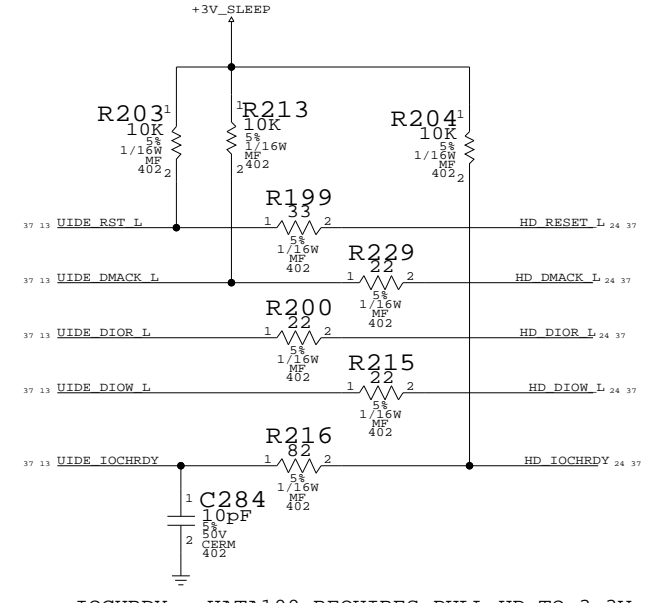 +3V_SLEEP
R203 1
10K
5%
1/16W
MF
402 2
1 R213
10K
5%
1/16W
MF
2 402
R204 1
10K
5%
1/16W
MF
402 2
37 13 UIDE_RST_L
R199
33
1 2
5%
1/16W
MF
402
HD_RESET_L 24 37
37 13 UIDE_DMACK_L
R229
22
1 2
5%
1/16W
MF
402
HD_DMACK_L 24 37
37 13 UIDE_DIOR_L
R200
22
1 2
5%
1/16W
MF
402
HD_DIOR_L 24 37
37 13 UIDE_DIOW_L
R215
22
1 2
5%
1/16W
MF
402
HD_DIOW_L 24 37
37 13 UIDE_IOCHRDY
R216
82
1 2
5%
1/16W
MF
402
HD_IOCHRDY 24 37
1 C284
10pF
5%
50V
2 CERM
402